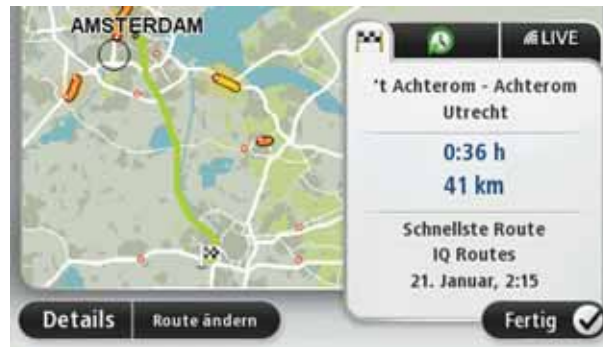 AMSTERDAM
LIVE
't Achterom - Achterom
Utrecht
0:36 h
41 km
Schnellste Route
IQ Routes
21. Januar, 2:15
Details
Route ändern
Fertig